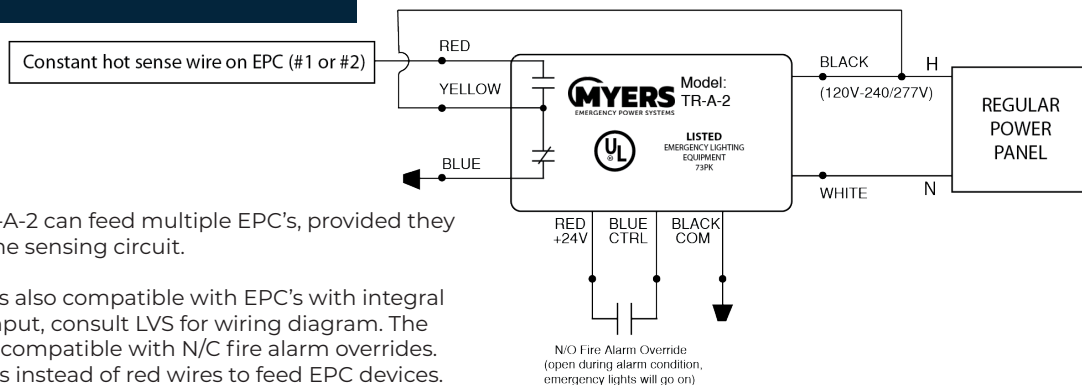 Constant hot sense wire on EPC (#1 or #2)
RED
YELLOW
BLUE
MYERS
EMERGENCY POWER SYSTEMS
Model:
TR-A-2
UL
®
LISTED
EMERGENCY LIGHTING
EQUIPMENT
73PK
BLACK
H
(120V-240/277V)
WHITE
N
REGULAR
POWER
PANEL
RED
+24V
BLUE
CTRL
BLACK
COM
N/O Fire Alarm Override
(open during alarm condition,
emergency lights will go on)
-A-2 can feed multiple EPC's, provided they
ne sensing circuit.
s also compatible with EPC's with integral
nput, consult LVS for wiring diagram. The
compatible with N/C fire alarm overrides.
s instead of red wires to feed EPC devices.